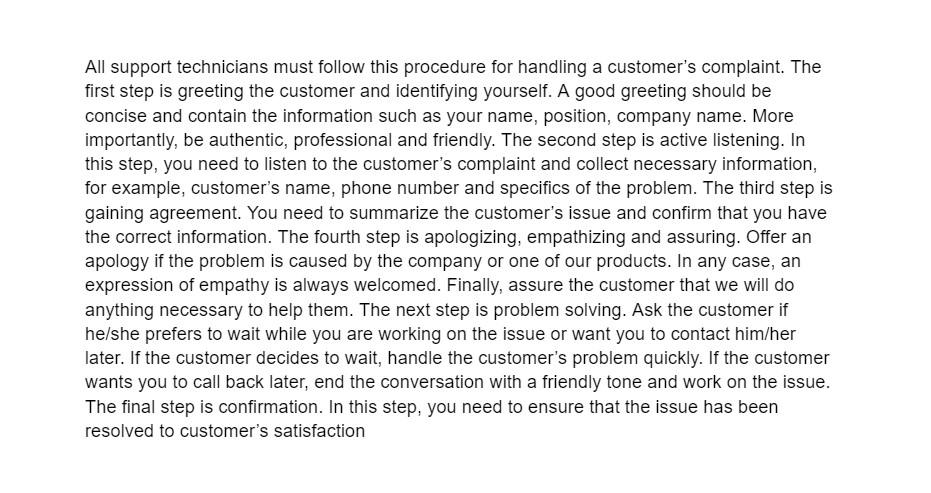 All support technicians must follow this procedure for handling a customer’s complaint. The
first step is greeting the customer and identifying yourself. A good greeting should be
concise and contain the information such as your name, position, company name. More
importantly, be authentic, professional and friendly. The second step is active listening. In
this step, you need to listen to the customer’s complaint and collect necessary information,
for example, customer’s name, phone number and specifics of the problem. The third step is
gaining agreement. You need to summarize the customer’s issue and confirm that you have
the correct information. The fourth step is apologizing, empathizing and assuring. Offer an
apology if the problem is caused by the company or one of our products. In any case, an
expression of empathy is always welcomed. Finally, assure the customer that we will do
anything necessary to help them. The next step is problem solving. Ask the customer if
he/she prefers to wait while you are working on the issue or want you to contact him/her
later. If the customer decides to wait, handle the customer’s problem quickly. If the customer
wants you to call back later, end the conversation with a friendly tone and work on the issue.
The final step is confirmation. In this step, you need to ensure that the issue has been
resolved to customer’s satisfaction